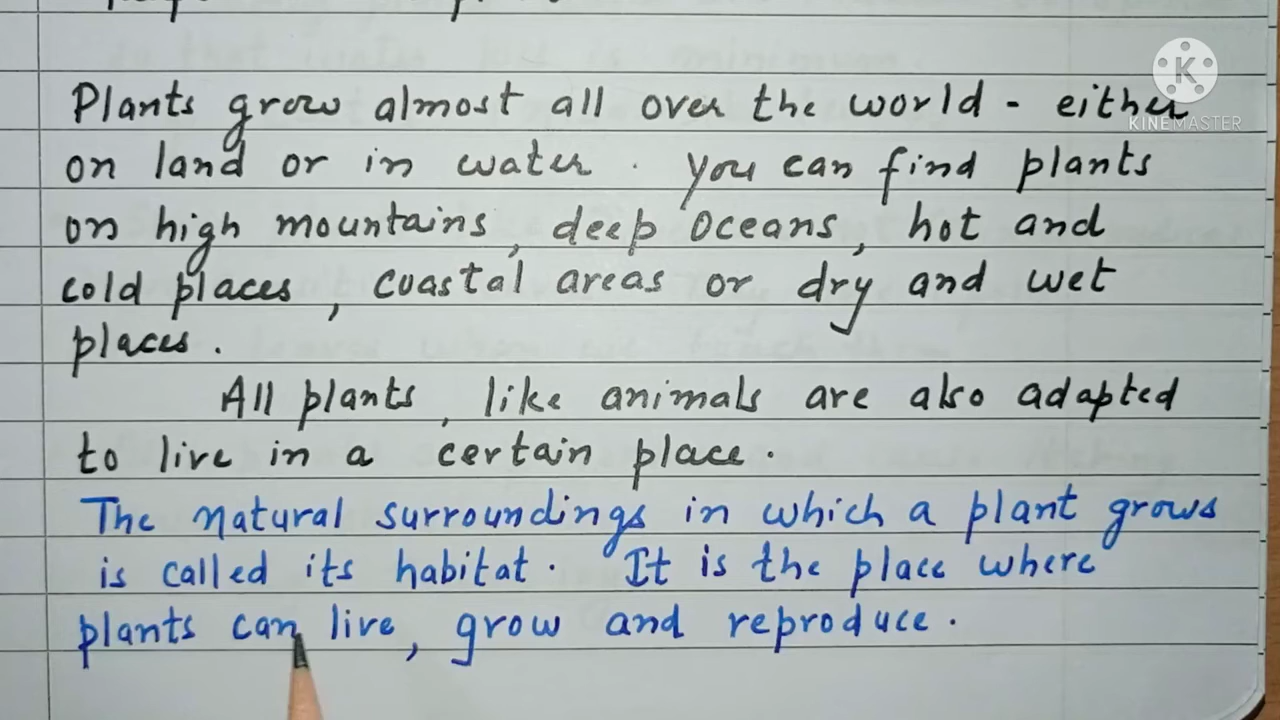 Plants grow almost all over the world - either
on land or in water. You can find plants
on high mountains, deep oceans, hot and
cold places, coastal areas or dry and wet
places.
All plants, like animals are also adapted
to live in a certain place.
The natural surroundings in which a plant grows
is called its habitat. It is the place where
plants can live, grow and reproduce.
K
KINEMASTER